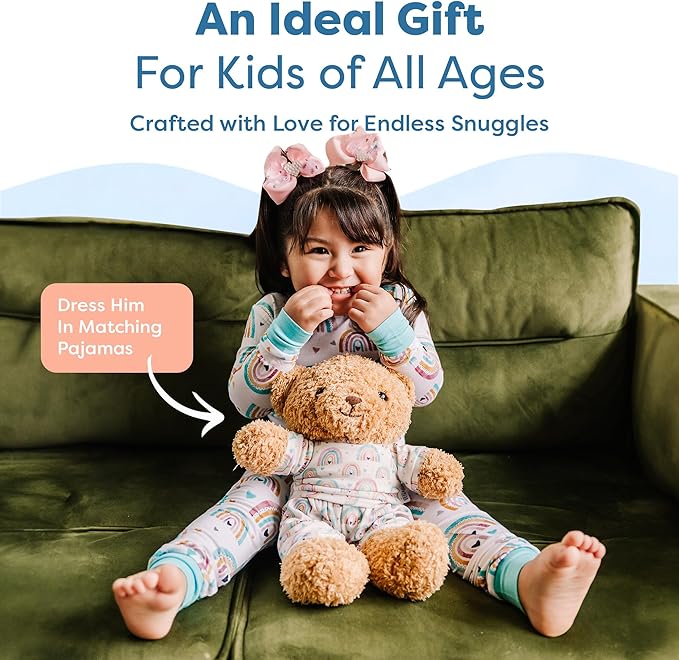 An Ideal Gift
For Kids of All Ages
Crafted with Love for Endless Snuggles
Dress Him
In Matching
Pajamas